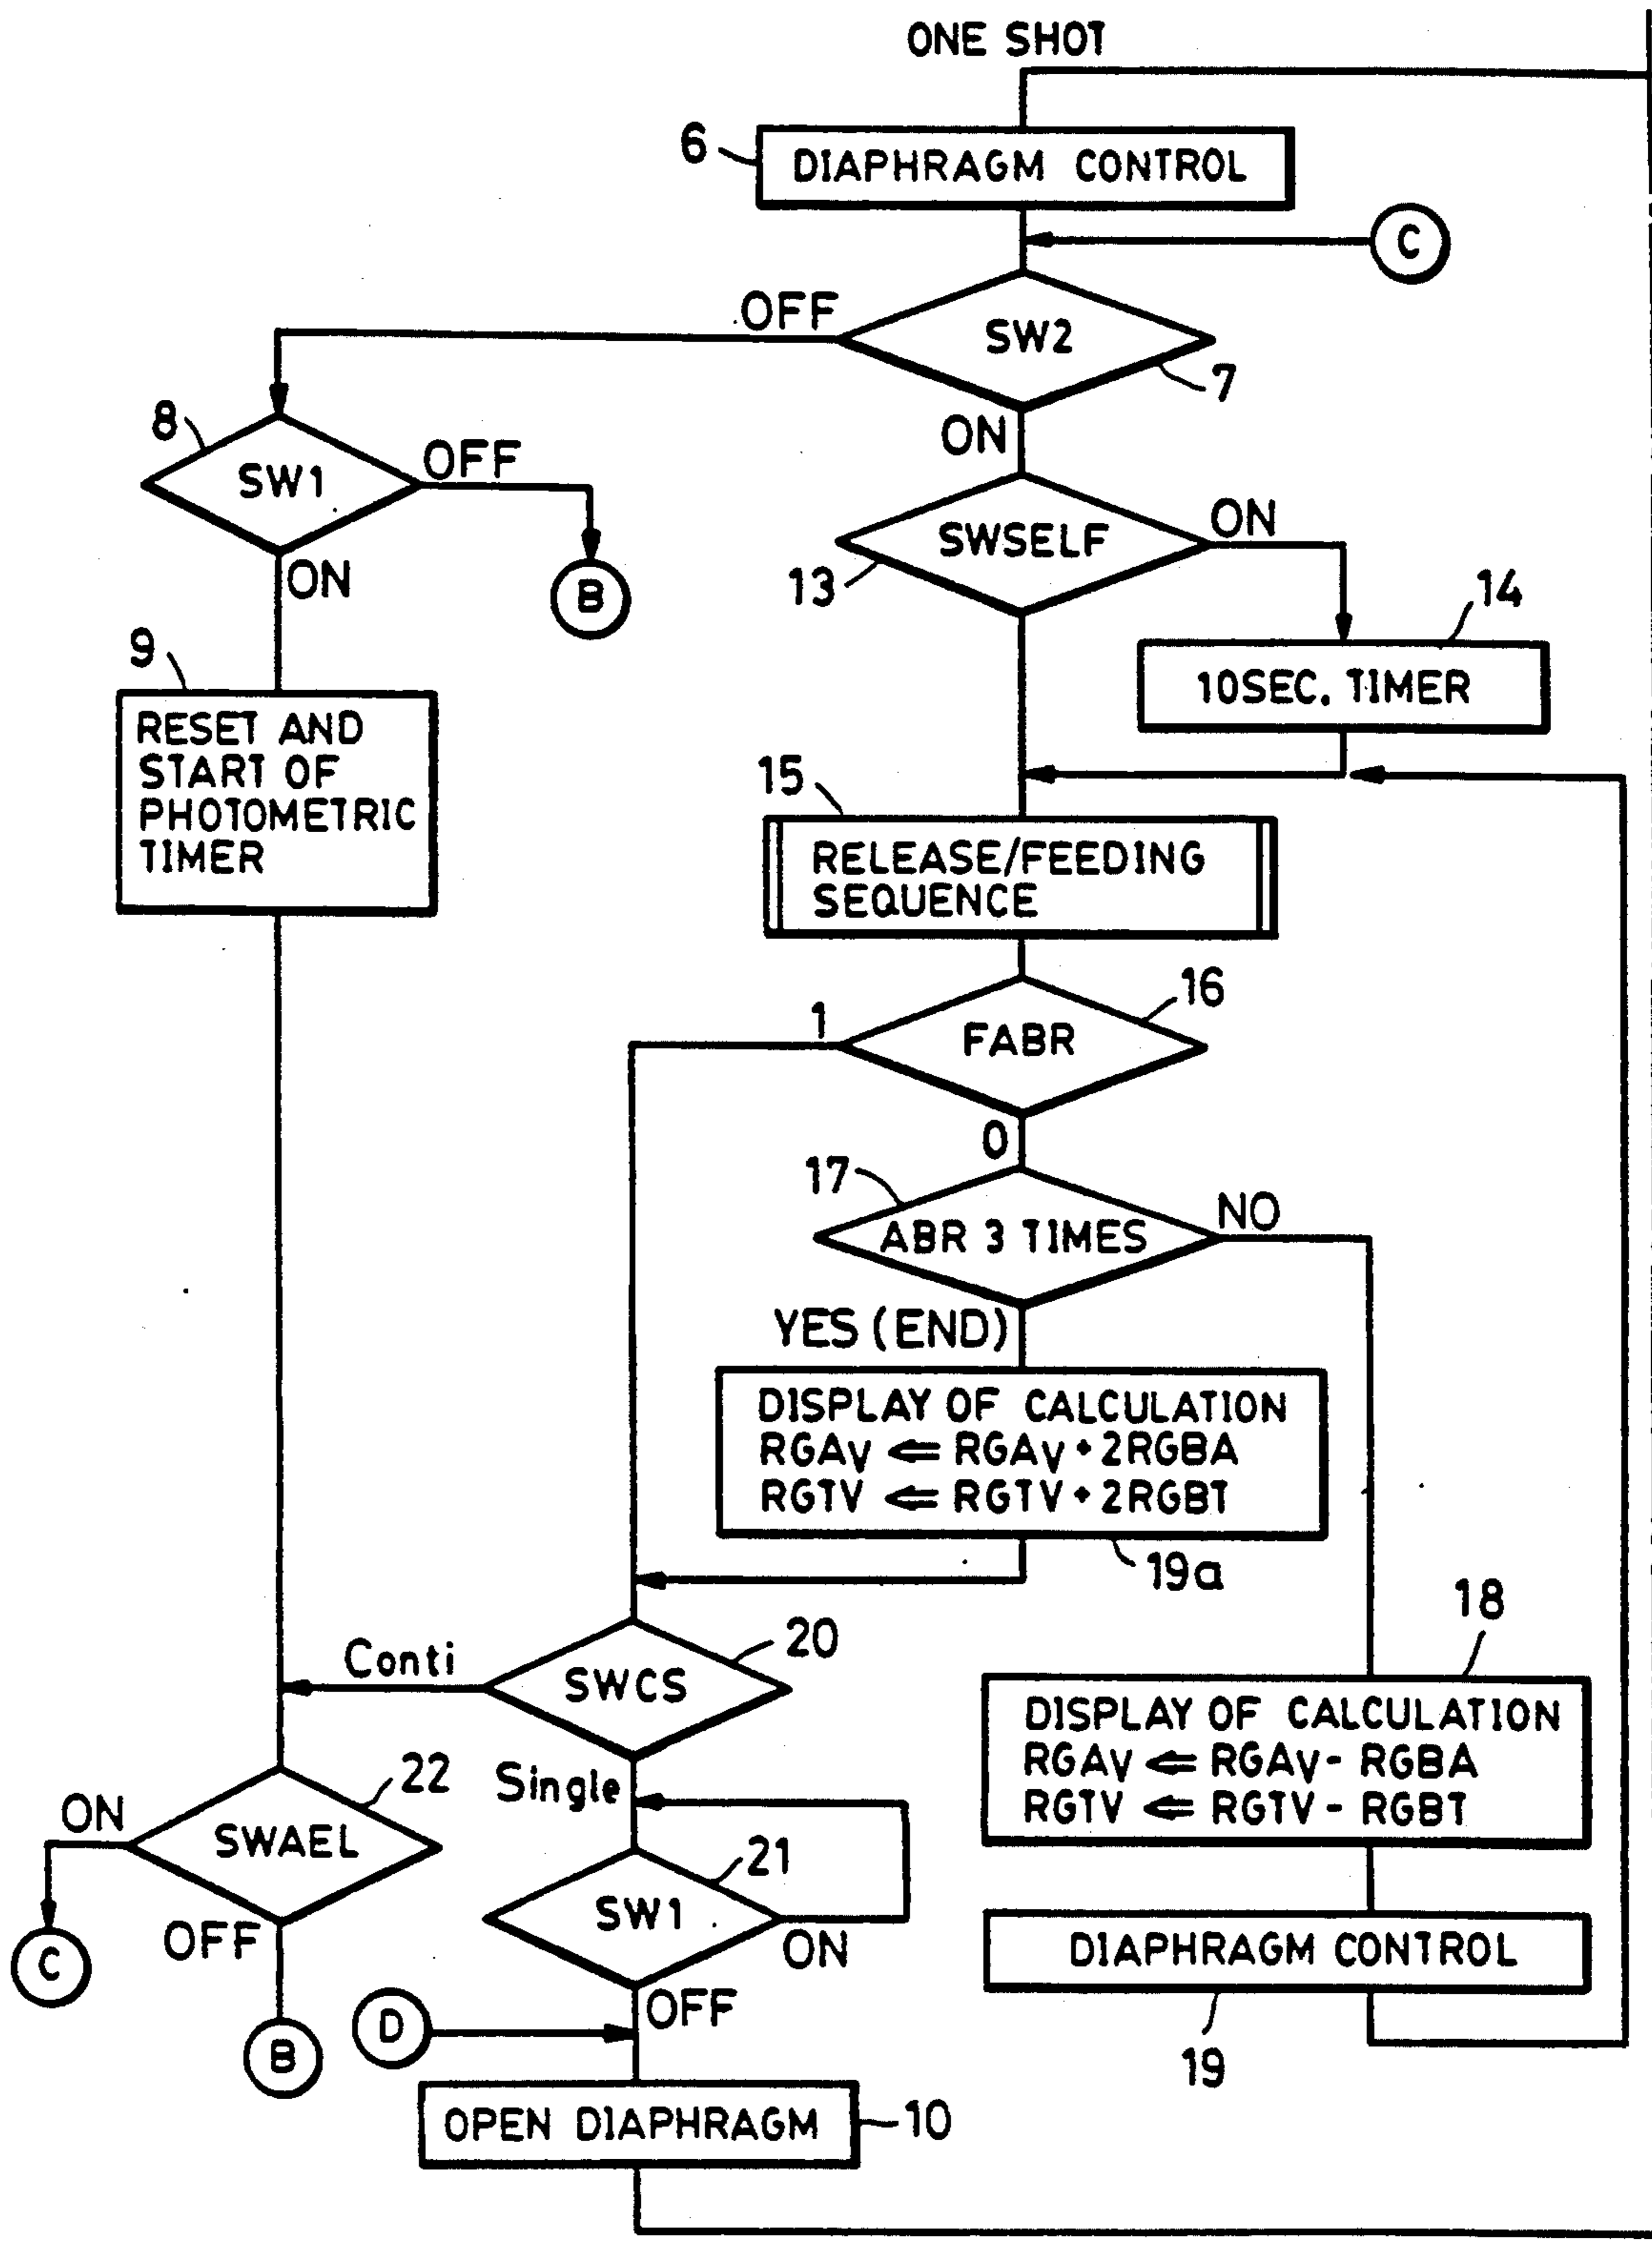 ONE SHOT
6
DIAPHRAGM CONTROL
C
OFF
SW2
7
ON
8
SW1
OFF
ON
B
SWSELF
ON
13
14
10SEC. TIMER
9
RESET AND
START OF
PHOTOMETRIC
TIMER
15
RELEASE/FEEDING
SEQUENCE
16
1
FABR
0
17
ABR 3 TIMES
NO
YES (END)
DISPLAY OF CALCULATION
RGAV ⇐ RGAV + 2RGBA
RGTV ⇐ RGTV + 2RGBT
19a
18
DISPLAY OF CALCULATION
RGAV ⇐ RGAV - RGBA
RGTV ⇐ RGTV - RGBT
20
Conti
SWCS
Single
22
ON
SWAEL
OFF
C
B
21
SW1
ON
OFF
DIAPHRAGM CONTROL
19
D
OPEN DIAPHRAGM
10